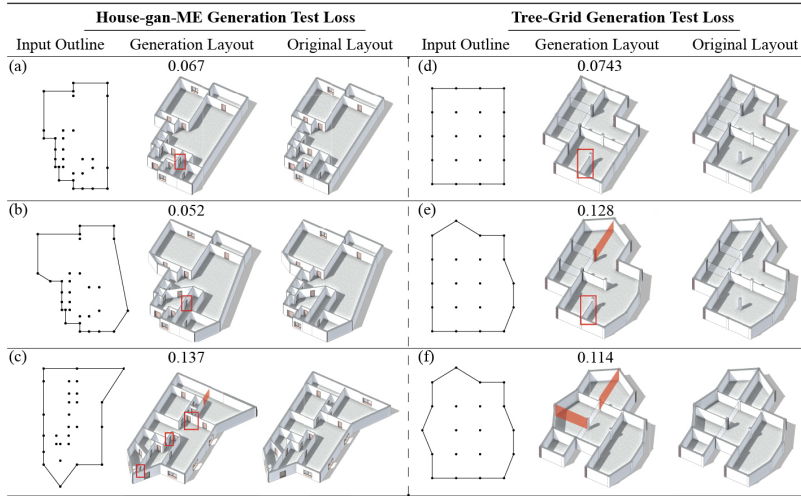 House-gan-ME Generation Test Loss
Tree-Grid Generation Test Loss
Input Outline Generation Layout Original Layout
Input Outline Generation Layout Original Layout
(a) 0.067
(d) 0.0743
(b) 0.052
(e) 0.128
(c) 0.137
(f) 0.114